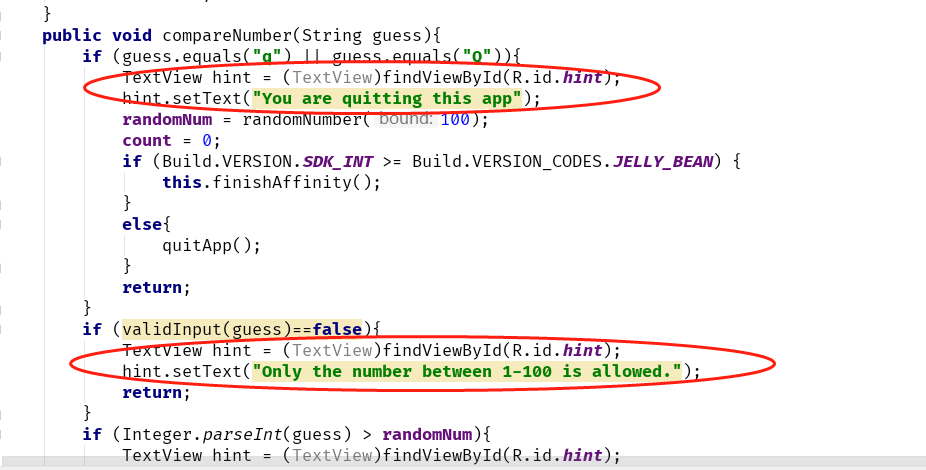 }
public void compareNumber(String guess){
if (guess.equals("q") || guess.equals("Q")){
TextView hint = (TextView)findViewById(R.id.hint);
hint.setText("You are quitting this app");
randomNum = randomNumber( bound: 100);
count = 0;
if (Build.VERSION.SDK_INT >= Build.VERSION_CODES.JELLY_BEAN) {
this.finishAffinity();
}
else{
quitApp();
}
return;
}
if (validInput(guess)==false){
TextView hint = (TextView)findViewById(R.id.hint);
hint.setText("Only the number between 1-100 is allowed.");
return;
}
if (Integer.parseInt(guess) > randomNum){
TextView hint = (TextView)findViewById(R.id.hint);